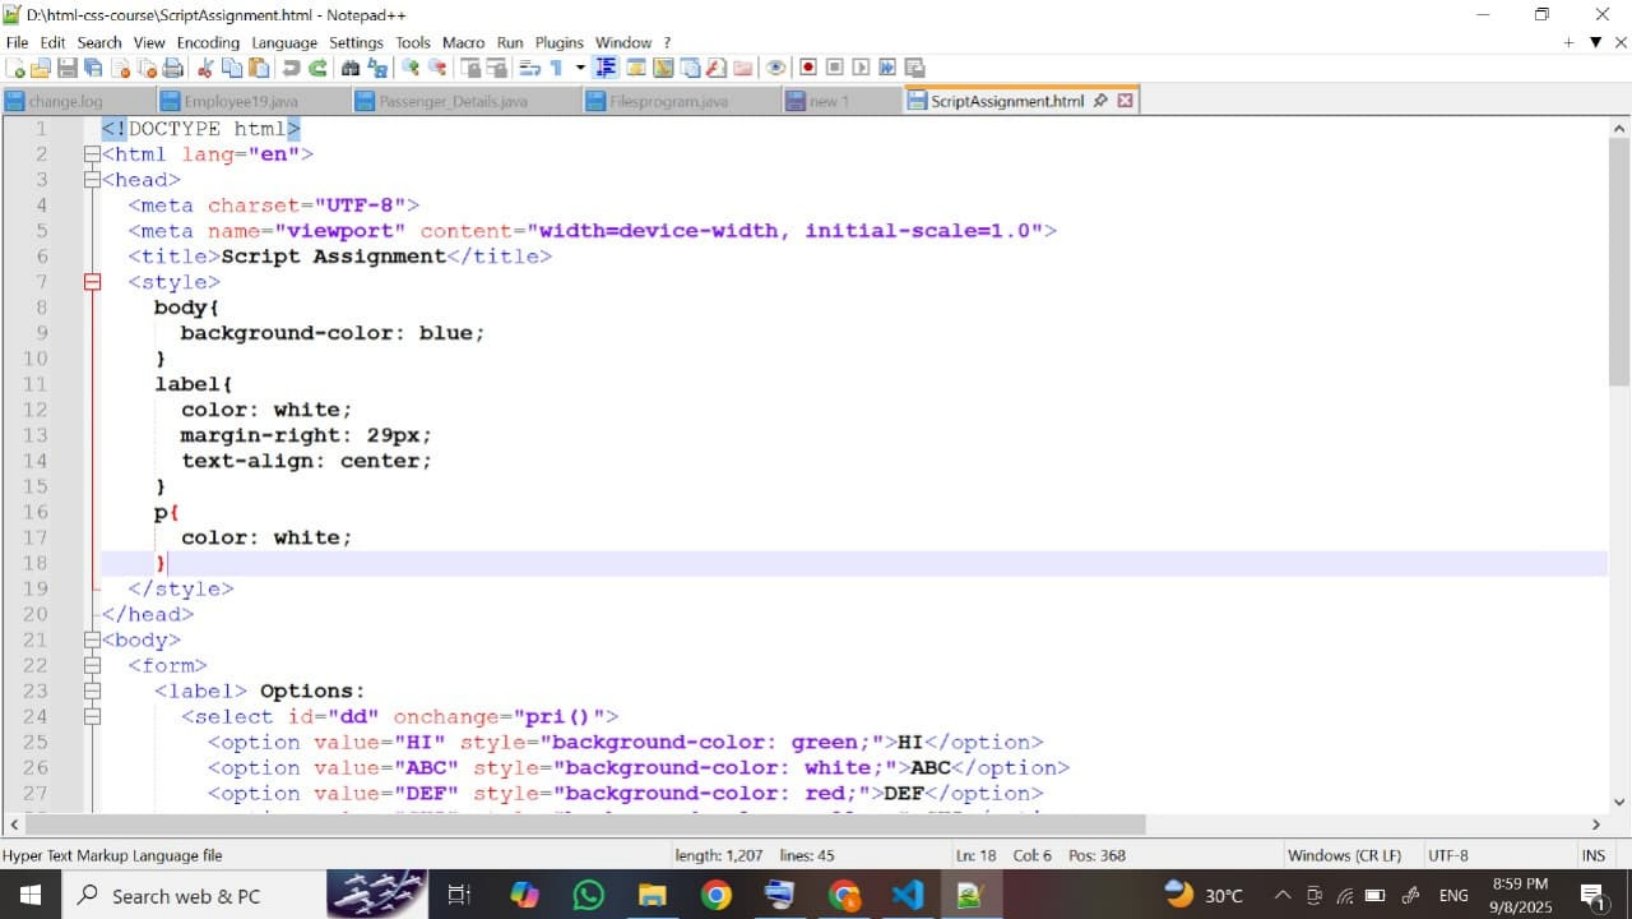 D:\html-css-course\ScriptAssignment.html - Notepad++
File Edit Search View Encoding Language Settings Tools Macro Run Plugins Window ?
change.log Employee19.java Passenger_Details.java Filesprogram.java new 1 ScriptAssignment.html
1 <!DOCTYPE html>
2 <html lang="en">
3 <head>
4 <meta charset="UTF-8">
5 <meta name="viewport" content="width=device-width, initial-scale=1.0">
6 <title>Script Assignment</title>
7 <style>
8 body{
9 background-color: blue;
10 }
11 label{
12 color: white;
13 margin-right: 29px;
14 text-align: center;
15 }
16 p{
17 color: white;
18 }
19 </style>
20 </head>
21 <body>
22 <form>
23 <label> Options:
24 <select id="dd" onchange="pri()">
25 <option value="HI" style="background-color: green;">HI</option>
26 <option value="ABC" style="background-color: white;">ABC</option>
27 <option value="DEF" style="background-color: red;">DEF</option>
Hyper Text Markup Language file length: 1,207 lines: 45 Ln: 18 Col: 6 Pos: 368 Windows (CR LF) UTF-8 INS
Search web & PC 30°C ENG 8:59 PM
9/8/2025 1